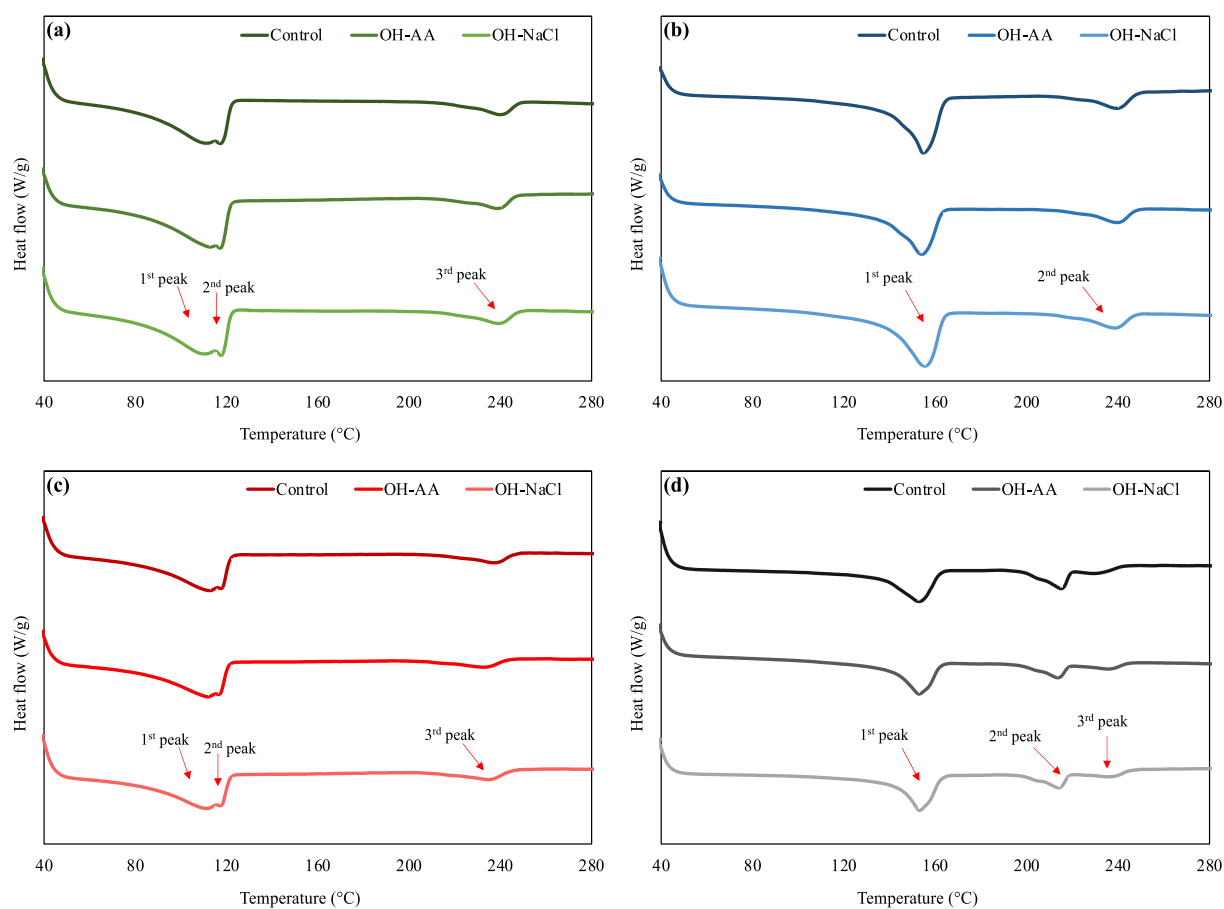 (a)
Control OH-AA OH-NaCl
Heat flow (W/g)
1st peak
2nd peak
3rd peak
40 80 120 160 200 240 280
Temperature (°C)
(b)
Control OH-AA OH-NaCl
Heat flow (W/g)
1st peak
2nd peak
40 80 120 160 200 240 280
Temperature (°C)
(c)
Control OH-AA OH-NaCl
Heat flow (W/g)
1st peak
2nd peak
3rd peak
40 80 120 160 200 240 280
Temperature (°C)
(d)
Control OH-AA OH-NaCl
Heat flow (W/g)
1st peak
2nd peak
3rd peak
40 80 120 160 200 240 280
Temperature (°C)